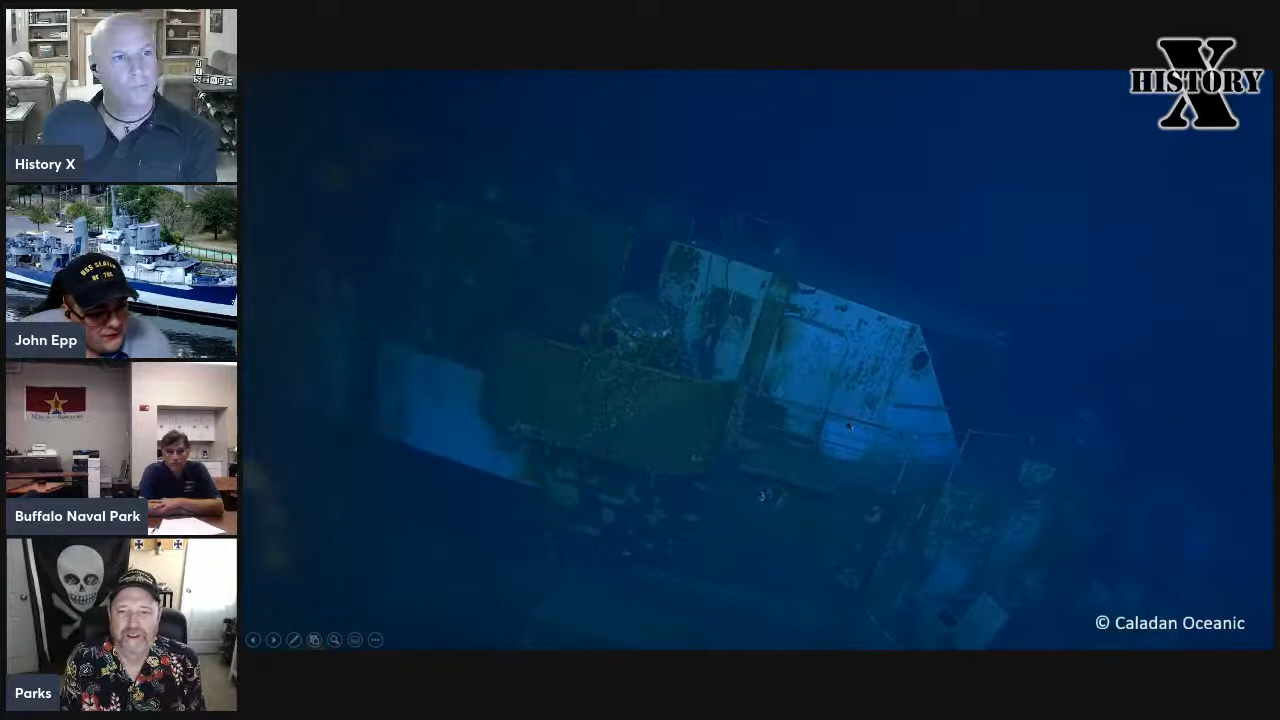 History X
John Epp
USS SLATER
DE 766
Buffalo Naval Park
Parks
HISTORY
X
© Caladan Oceanic